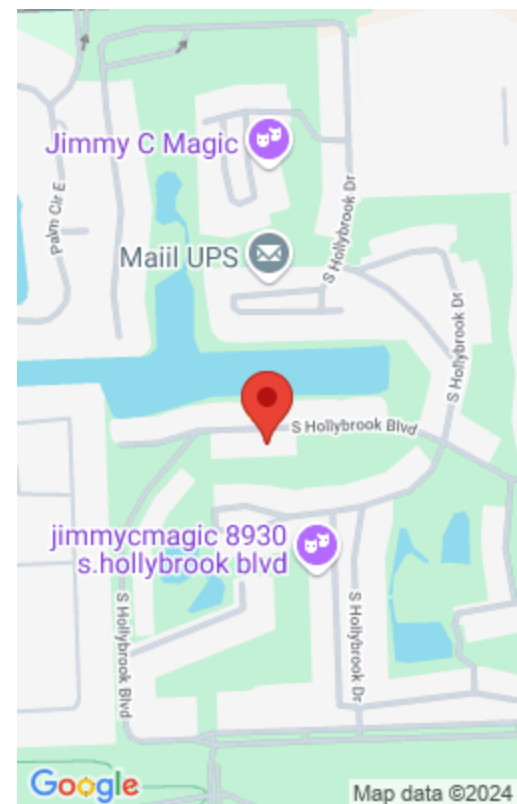 Jimmy C Magic
Palm Cir E
S Hollybrook Dr
Maiil UPS
S Hollybrook Dr
S Hollybrook Blvd
jimmycmagic 8930
s.hollybrook blvd
S Hollybrook Blvd
S Hollybrook Dr
Google
Map data ©2024